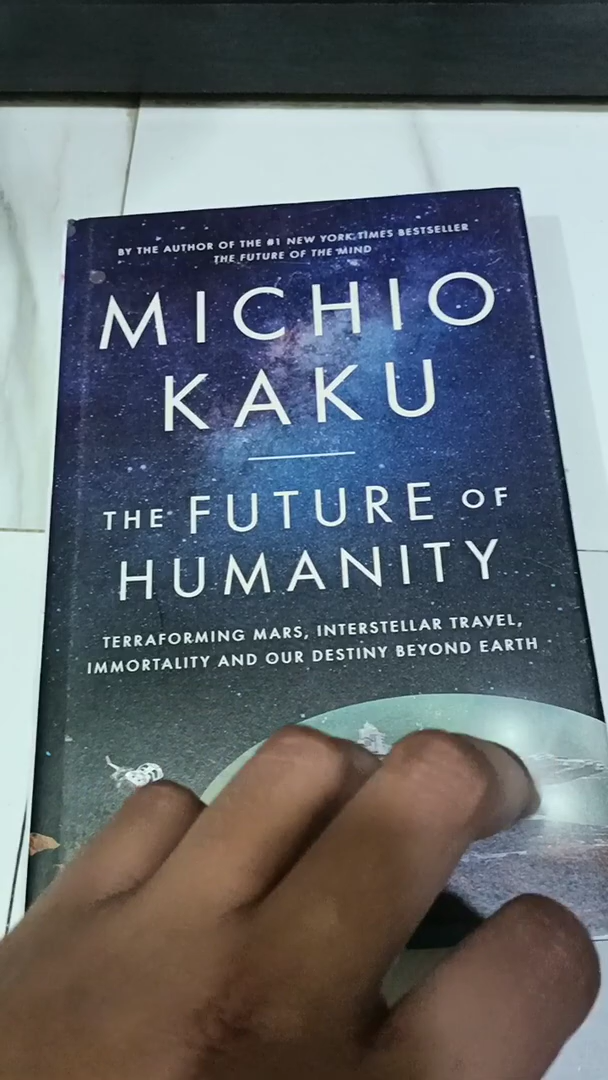 BY THE AUTHOR OF THE #1 NEW YORK TIMES BESTSELLER
THE FUTURE OF THE MIND
MICHIO
KAKU
THE FUTURE OF
HUMANITY
TERRAFORMING MARS, INTERSTELLAR TRAVEL,
IMMORTALITY AND OUR DESTINY BEYOND EARTH